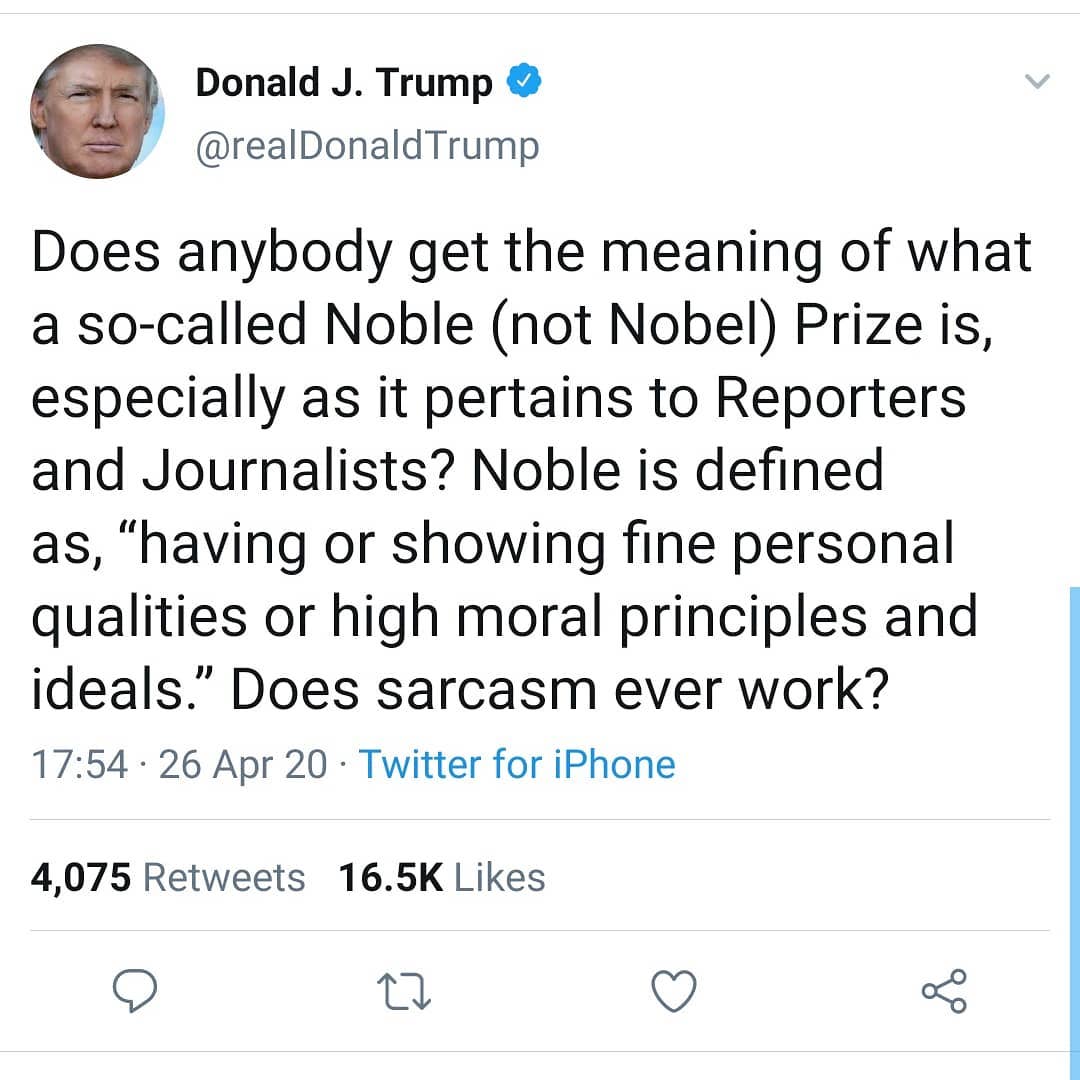 Donald J. Trump
@realDonaldTrump
Does anybody get the meaning of what
a so-called Noble (not Nobel) Prize is,
especially as it pertains to Reporters
and Journalists? Noble is defined
as, “having or showing fine personal
qualities or high moral principles and
ideals.” Does sarcasm ever work?
17:54 · 26 Apr 20 · Twitter for iPhone
4,075 Retweets 16.5K Likes